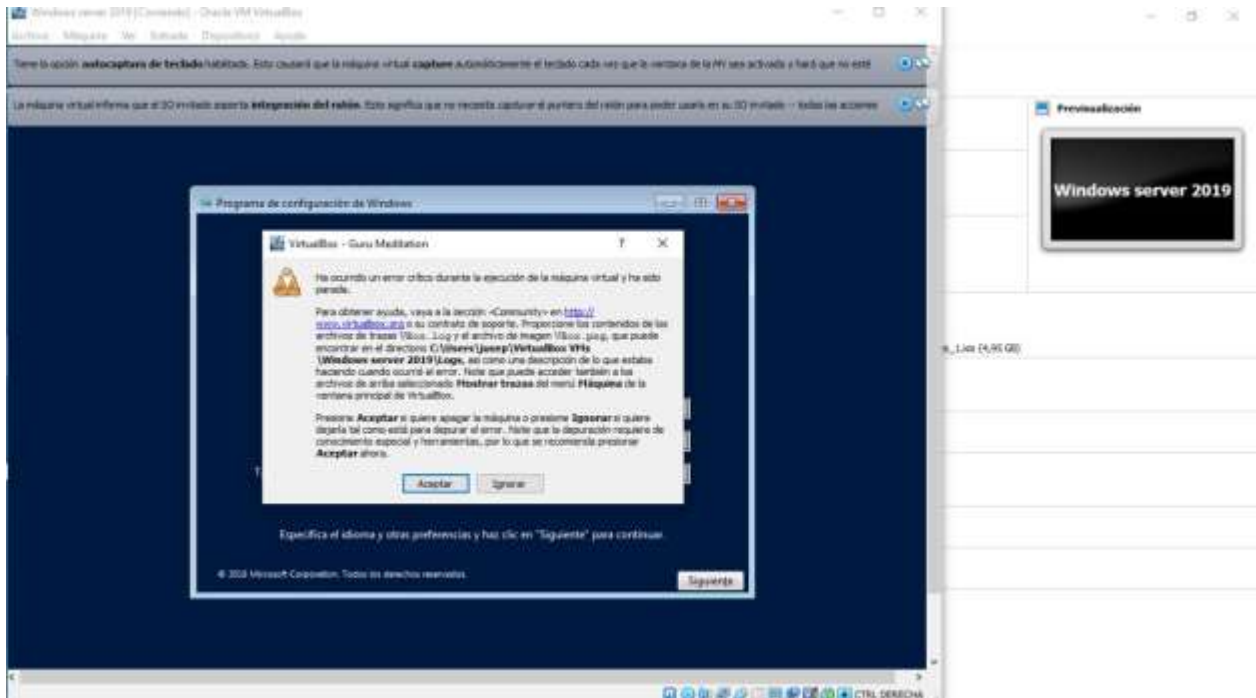 Windows server 2019 [Corriendo] - Oracle VM VirtualBox
Archivo Máquina Ver Entrada Dispositivos Ayuda
Tiene la opción autocaptura de teclado habilitada. Esto causará que la máquina virtual capture automáticamente el teclado cada vez que la ventana de la MV sea activada y hará que no esté
La máquina virtual informa que el SO invitado soporta integración del ratón. Esto significa que no necesita capturar el puntero del ratón para poder usarlo en su SO invitado -- todas las acciones
Previsualización
Windows server 2019
Programa de configuración de Windows
VirtualBox - Guru Meditation
Ha ocurrido un error crítico durante la ejecución de la máquina virtual y ha sido
parada.
Para obtener ayuda, vaya a la sección «Community» en http://
www.virtualbox.org o su contrato de soporte. Proporcione los contenidos de los
archivos de trazas VBox.log y el archivo de imagen VBox.png, que puede
encontrar en el directorio C:\Users\josep\VirtualBox VMs
\Windows server 2019\Logs, así como una descripción de lo que estaba
haciendo cuando ocurrió el error. Note que puede acceder también a los
archivos de arriba seleccionado Mostrar trazas del menú Máquina de la
ventana principal de VirtualBox.
Presione Aceptar si quiere apagar la máquina o presione Ignorar si quiere
dejarla tal como está para depurar el error. Note que la depuración requiere de
conocimiento especial y herramientas, por lo que se recomienda presionar
Aceptar ahora.
Aceptar Ignorar
Especifica el idioma y otras preferencias y haz clic en "Siguiente" para continuar.
© 2018 Microsoft Corporation. Todos los derechos reservados.
Siguiente
_1.iso (4,95 GB)
CTRL DERECHA